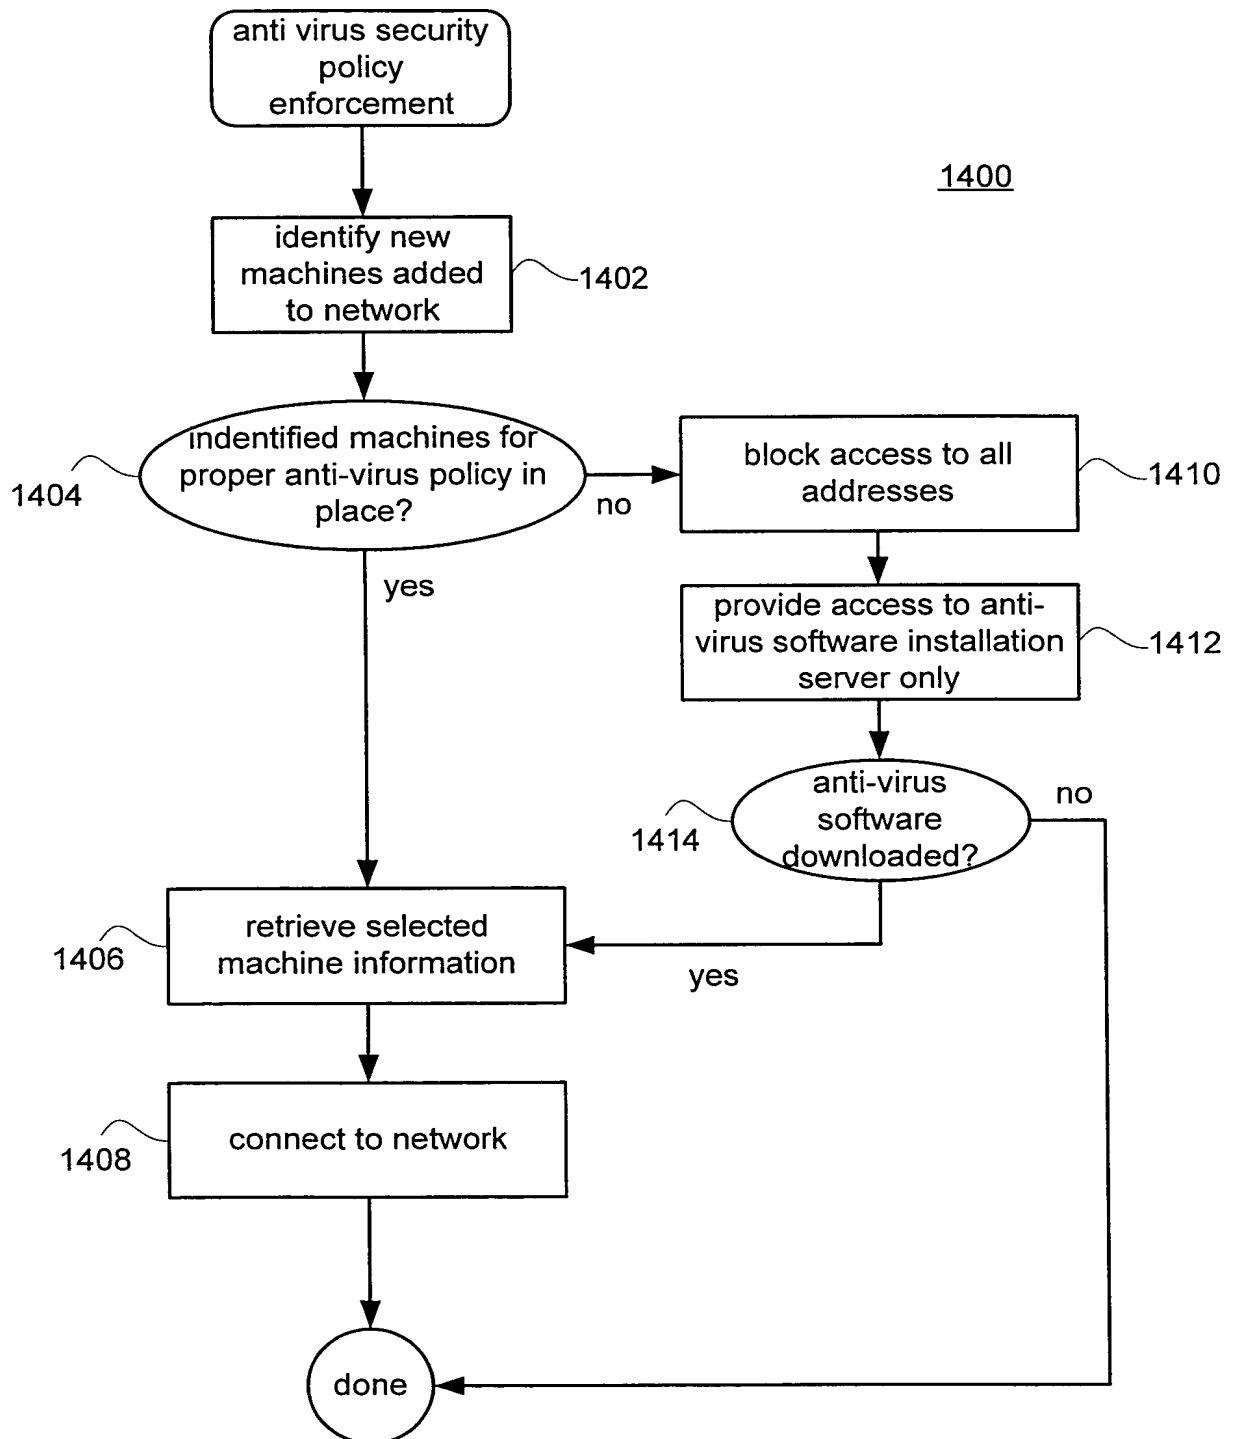 anti virus security
policy
enforcement
1400
identify new
machines added
to network
1402
indentified machines for
proper anti-virus policy in
place?
1404
no
block access to all
addresses
1410
yes
provide access to anti-
virus software installation
server only
1412
anti-virus
software
downloaded?
no
1414
retrieve selected
machine information
1406
yes
connect to network
1408
done